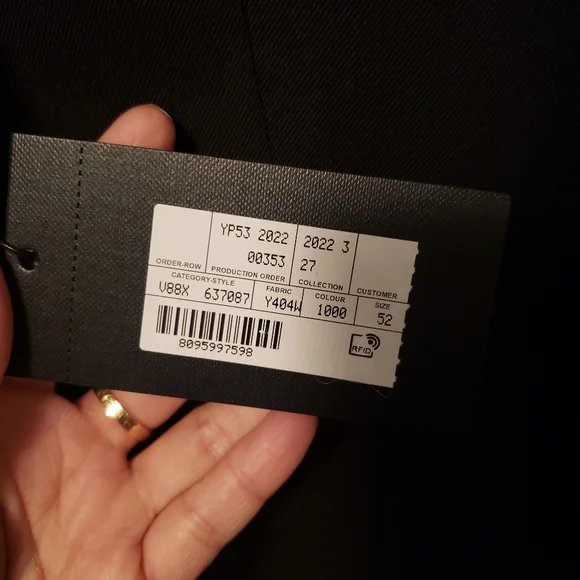 YP53 2022 2022 3
00353 27
ORDER-ROW PRODUCTION ORDER COLLECTION CUSTOMER
CATEGORY-STYLE FABRIC COLOUR SIZE
V88X 637087 Y404W 1000 52
8095997598
RFID